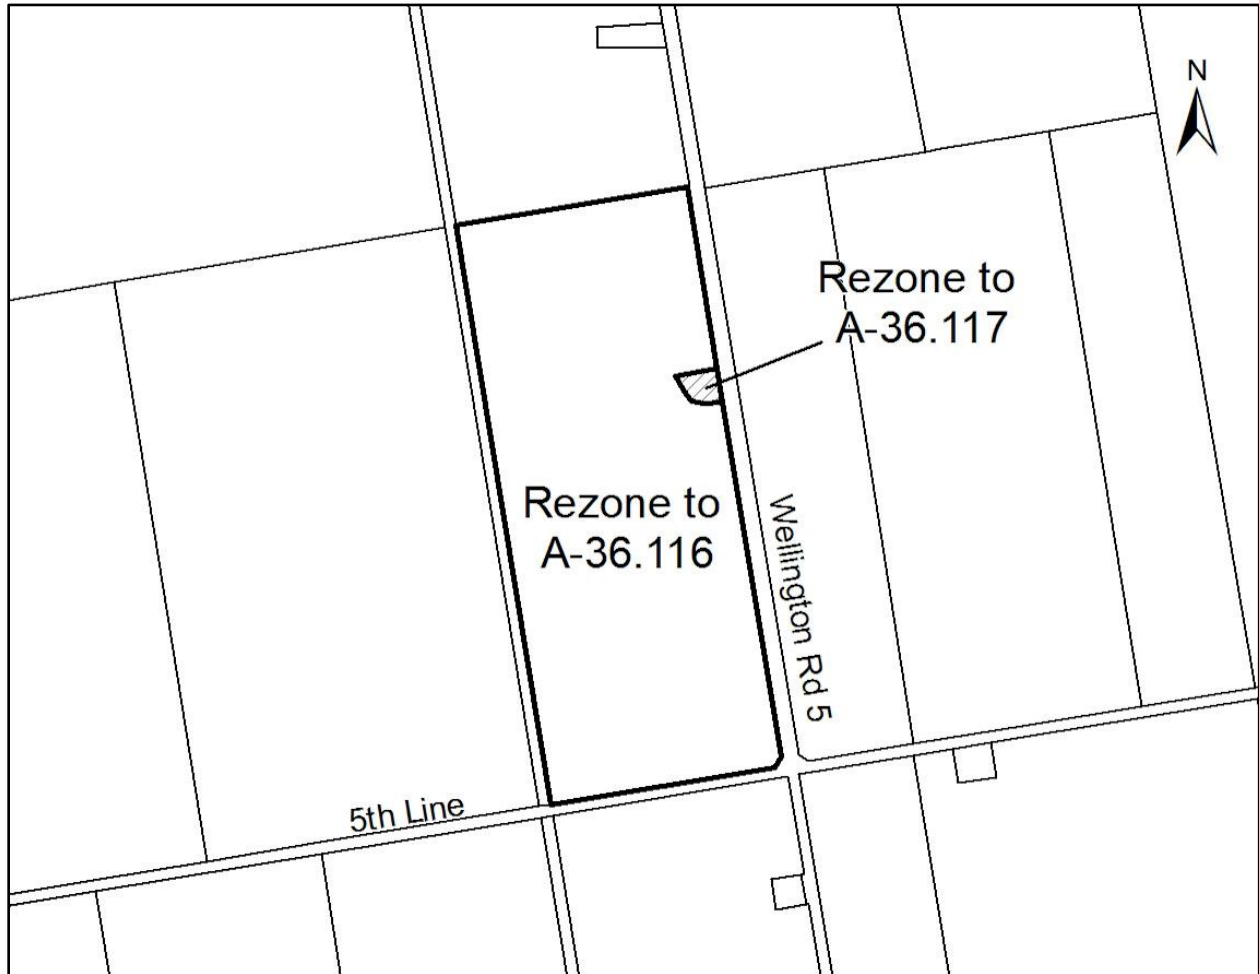 N
Rezone to
A-36.117
Rezone to
A-36.116
Wellington Rd 5
5th Line